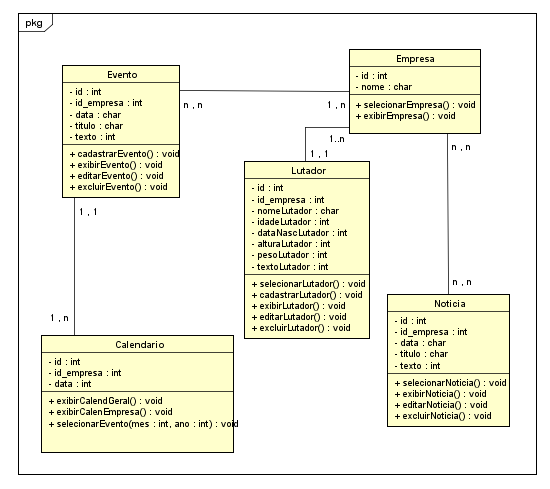 pkg
Evento
- id : int
- id_empresa : int
- data : char
- titulo : char
- texto : int
+ cadastrarEvento() : void
+ exibirEvento() : void
+ editarEvento() : void
+ excluirEvento() : void
Empresa
- id : int
- nome : char
+ selecionarEmpresa() : void
+ exibirEmpresa() : void
n , n
1 , n
1..n
1 , 1
n , n
Lutador
- id : int
- id_empresa : int
- nomeLutador : char
- idadeLutador : int
- dataNascLutador : int
- alturaLutador : int
- pesoLutador : int
- textoLutador : int
+ selecionarLutador() : void
+ cadastrarLutador() : void
+ exibirLutador() : void
+ editarLutador() : void
+ excluirLutador() : void
1 , 1
1 , n
n , n
Noticia
- id : int
- id_empresa : int
- data : char
- titulo : char
- texto : int
+ selecionarNoticia() : void
+ exibirNoticia() : void
+ editarNoticia() : void
+ excluirNoticia() : void
Calendario
- id : int
- id_empresa : int
- data : int
+ exibirCalendGeral() : void
+ exibirCalenEmpresa() : void
+ selecionarEvento(mes : int, ano : int) : void